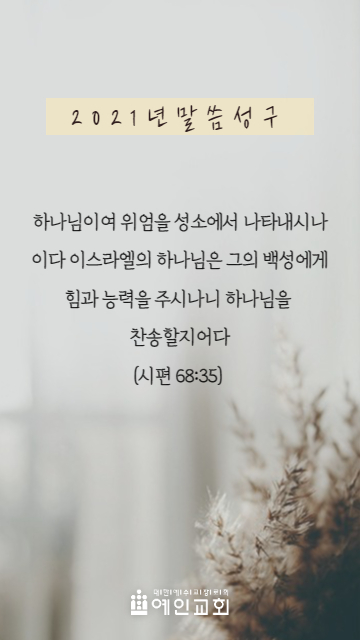 2021년말씀성구
하나님이여 위엄을 성소에서 나타내시나
이다 이스라엘의 하나님은 그의 백성에게
힘과 능력을 주시나니 하나님을
찬송할지어다
(시편 68:35)
예인교회